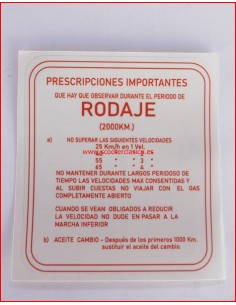 PRESCRIPCIONES IMPORTANTES
QUE HAY QUE OBSERVAR DURANTE EL PERIODO DE
RODAJE
(2000KM.)
a) NO SUPERAR LAS SIGUIENTES VELOCIDADES
25 Km/h en 1 Vel.
www.scooterclasica.es
55 " " 3 "
65 " " 4 "
NO MANTENER DURANTE LARGOS PERIODOS DE
TIEMPO LAS VELOCIDADES MAX CONSENTIDAS Y
AL SUBIR CUESTAS NO VIAJAR CON EL GAS
COMPLETAMENTE ABIERTO
CUANDO SE VEAN OBLIGADOS A REDUCIR
LA VELOCIDAD NO DUDE EN PASAR A LA
MARCHA INFERIOR
b) ACEITE CAMBIO - Después de los primeros 1000 Km.
sustituir el aceite del cambio.